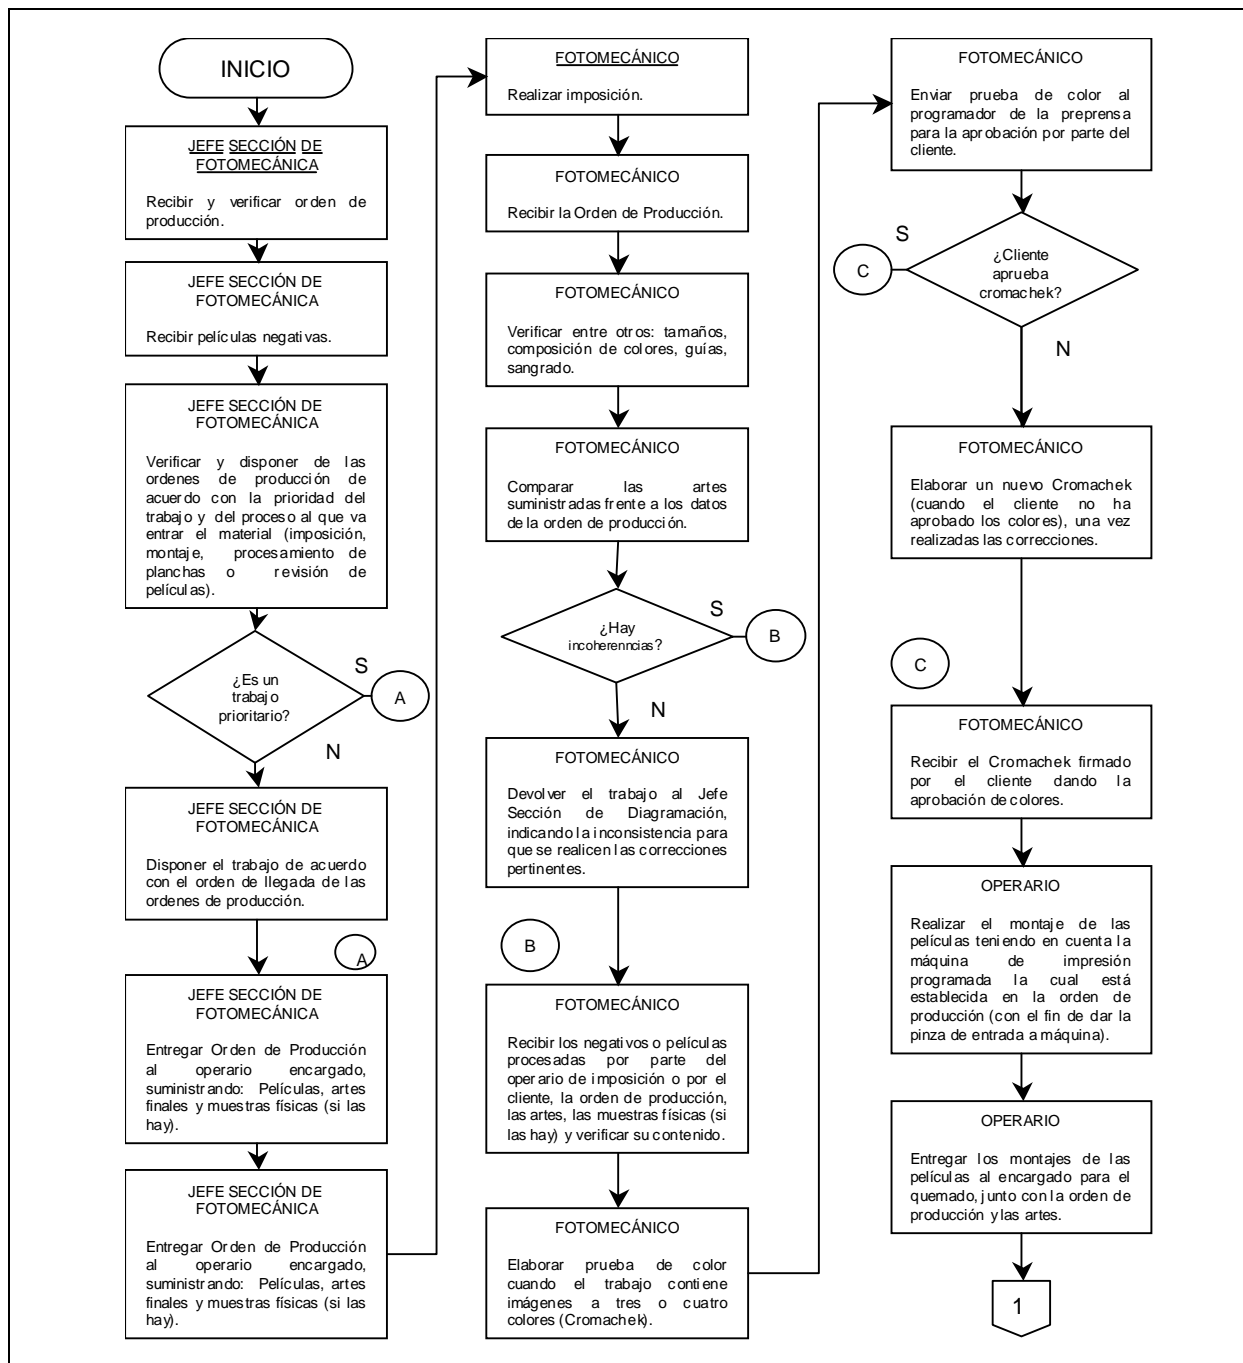 INICIO
JEFE SECCIÓN DE
FOTOMECÁNICA
Recibir y verificar orden de
producción.
JEFE SECCIÓN DE
FOTOMECÁNICA
Recibir películas negativas.
JEFE SECCIÓN DE
FOTOMECÁNICA
Verificar y disponer de las
ordenes de producción de
acuerdo con la prioridad del
trabajo y del proceso al que va
entrar el material (imposición,
montaje, procesamiento de
planchas o revisión de
películas).
¿Es un
trabajo
prioritario?
S
A
N
JEFE SECCIÓN DE
FOTOMECÁNICA
Disponer el trabajo de acuerdo
con el orden de llegada de las
ordenes de producción.
A
JEFE SECCIÓN DE
FOTOMECÁNICA
Entregar Orden de Producción
al operario encargado,
suministrando: Películas, artes
finales y muestras físicas (si las
hay).
JEFE SECCIÓN DE
FOTOMECÁNICA
Entregar Orden de Producción
al operario encargado,
suministrando: Películas, artes
finales y muestras físicas (si las
hay).
FOTOMECÁNICO
Realizar imposición.
FOTOMECÁNICO
Recibir la Orden de Producción.
FOTOMECÁNICO
Verificar entre otros: tamaños,
composición de colores, guías,
sangrado.
FOTOMECÁNICO
Comparar las artes
suministradas frente a los datos
de la orden de producción.
¿Hay
incoherenncias?
S
B
N
FOTOMECÁNICO
Devolver el trabajo al Jefe
Sección de Diagramación,
indicando la inconsistencia para
que se realicen las correcciones
pertinentes.
B
FOTOMECÁNICO
Recibir los negativos o películas
procesadas por parte del
operario de imposición o por el
cliente, la orden de producción,
las artes, las muestras físicas (si
las hay) y verificar su contenido.
FOTOMECÁNICO
Elaborar prueba de color
cuando el trabajo contiene
imágenes a tres o cuatro
colores (Cromachek).
FOTOMECÁNICO
Enviar prueba de color al
programador de la preprensa
para la aprobación por parte del
cliente.
S
C
¿Cliente
aprueba
cromachek?
N
FOTOMECÁNICO
Elaborar un nuevo Cromachek
(cuando el cliente no ha
aprobado los colores), una vez
realizadas las correcciones.
C
FOTOMECÁNICO
Recibir el Cromachek firmado
por el cliente dando la
aprobación de colores.
OPERARIO
Realizar el montaje de las
películas teniendo en cuenta la
máquina de impresión
programada la cual está
establecida en la orden de
producción (con el fin de dar la
pinza de entrada a máquina).
OPERARIO
Entregar los montajes de las
películas al encargado para el
quemado, junto con la orden de
producción y las artes.
1